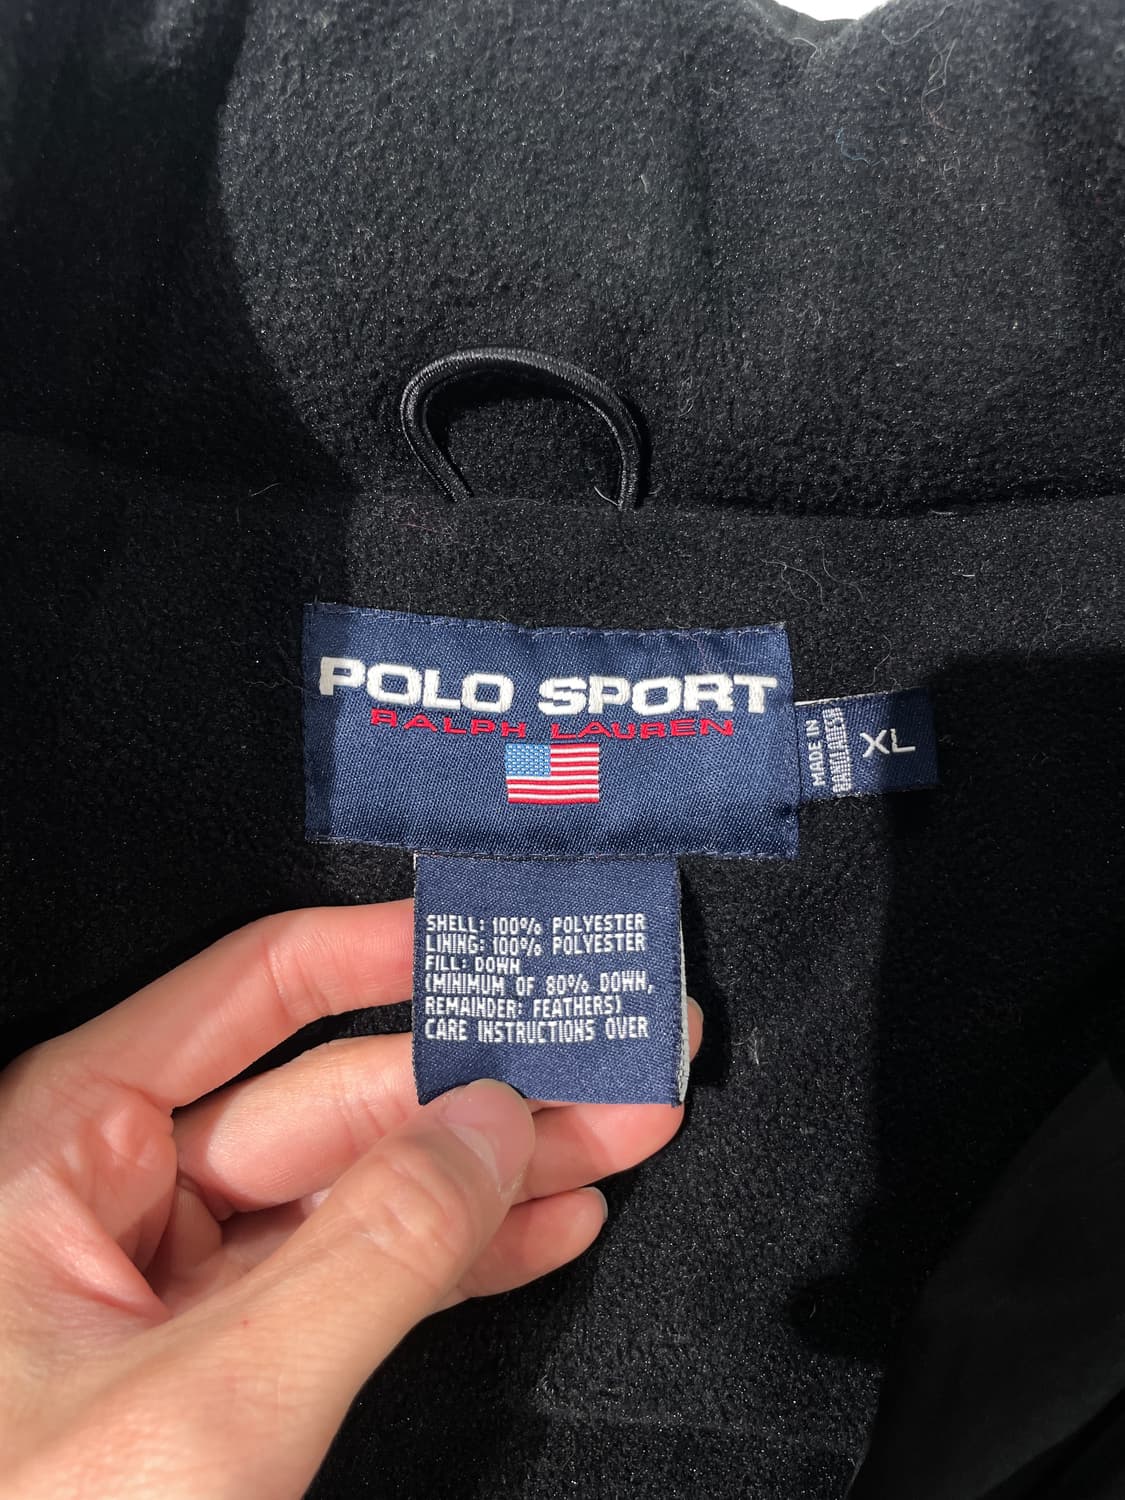 POLO SPORT
RALPH LAUREN
MADE IN
BANGLADESH
XL
SHELL: 100% POLYESTER
LINING: 100% POLYESTER
FILL: DOWN
(MINIMUM OF 80% DOWN,
REMAINDER: FEATHERS)
CARE INSTRUCTIONS OVER